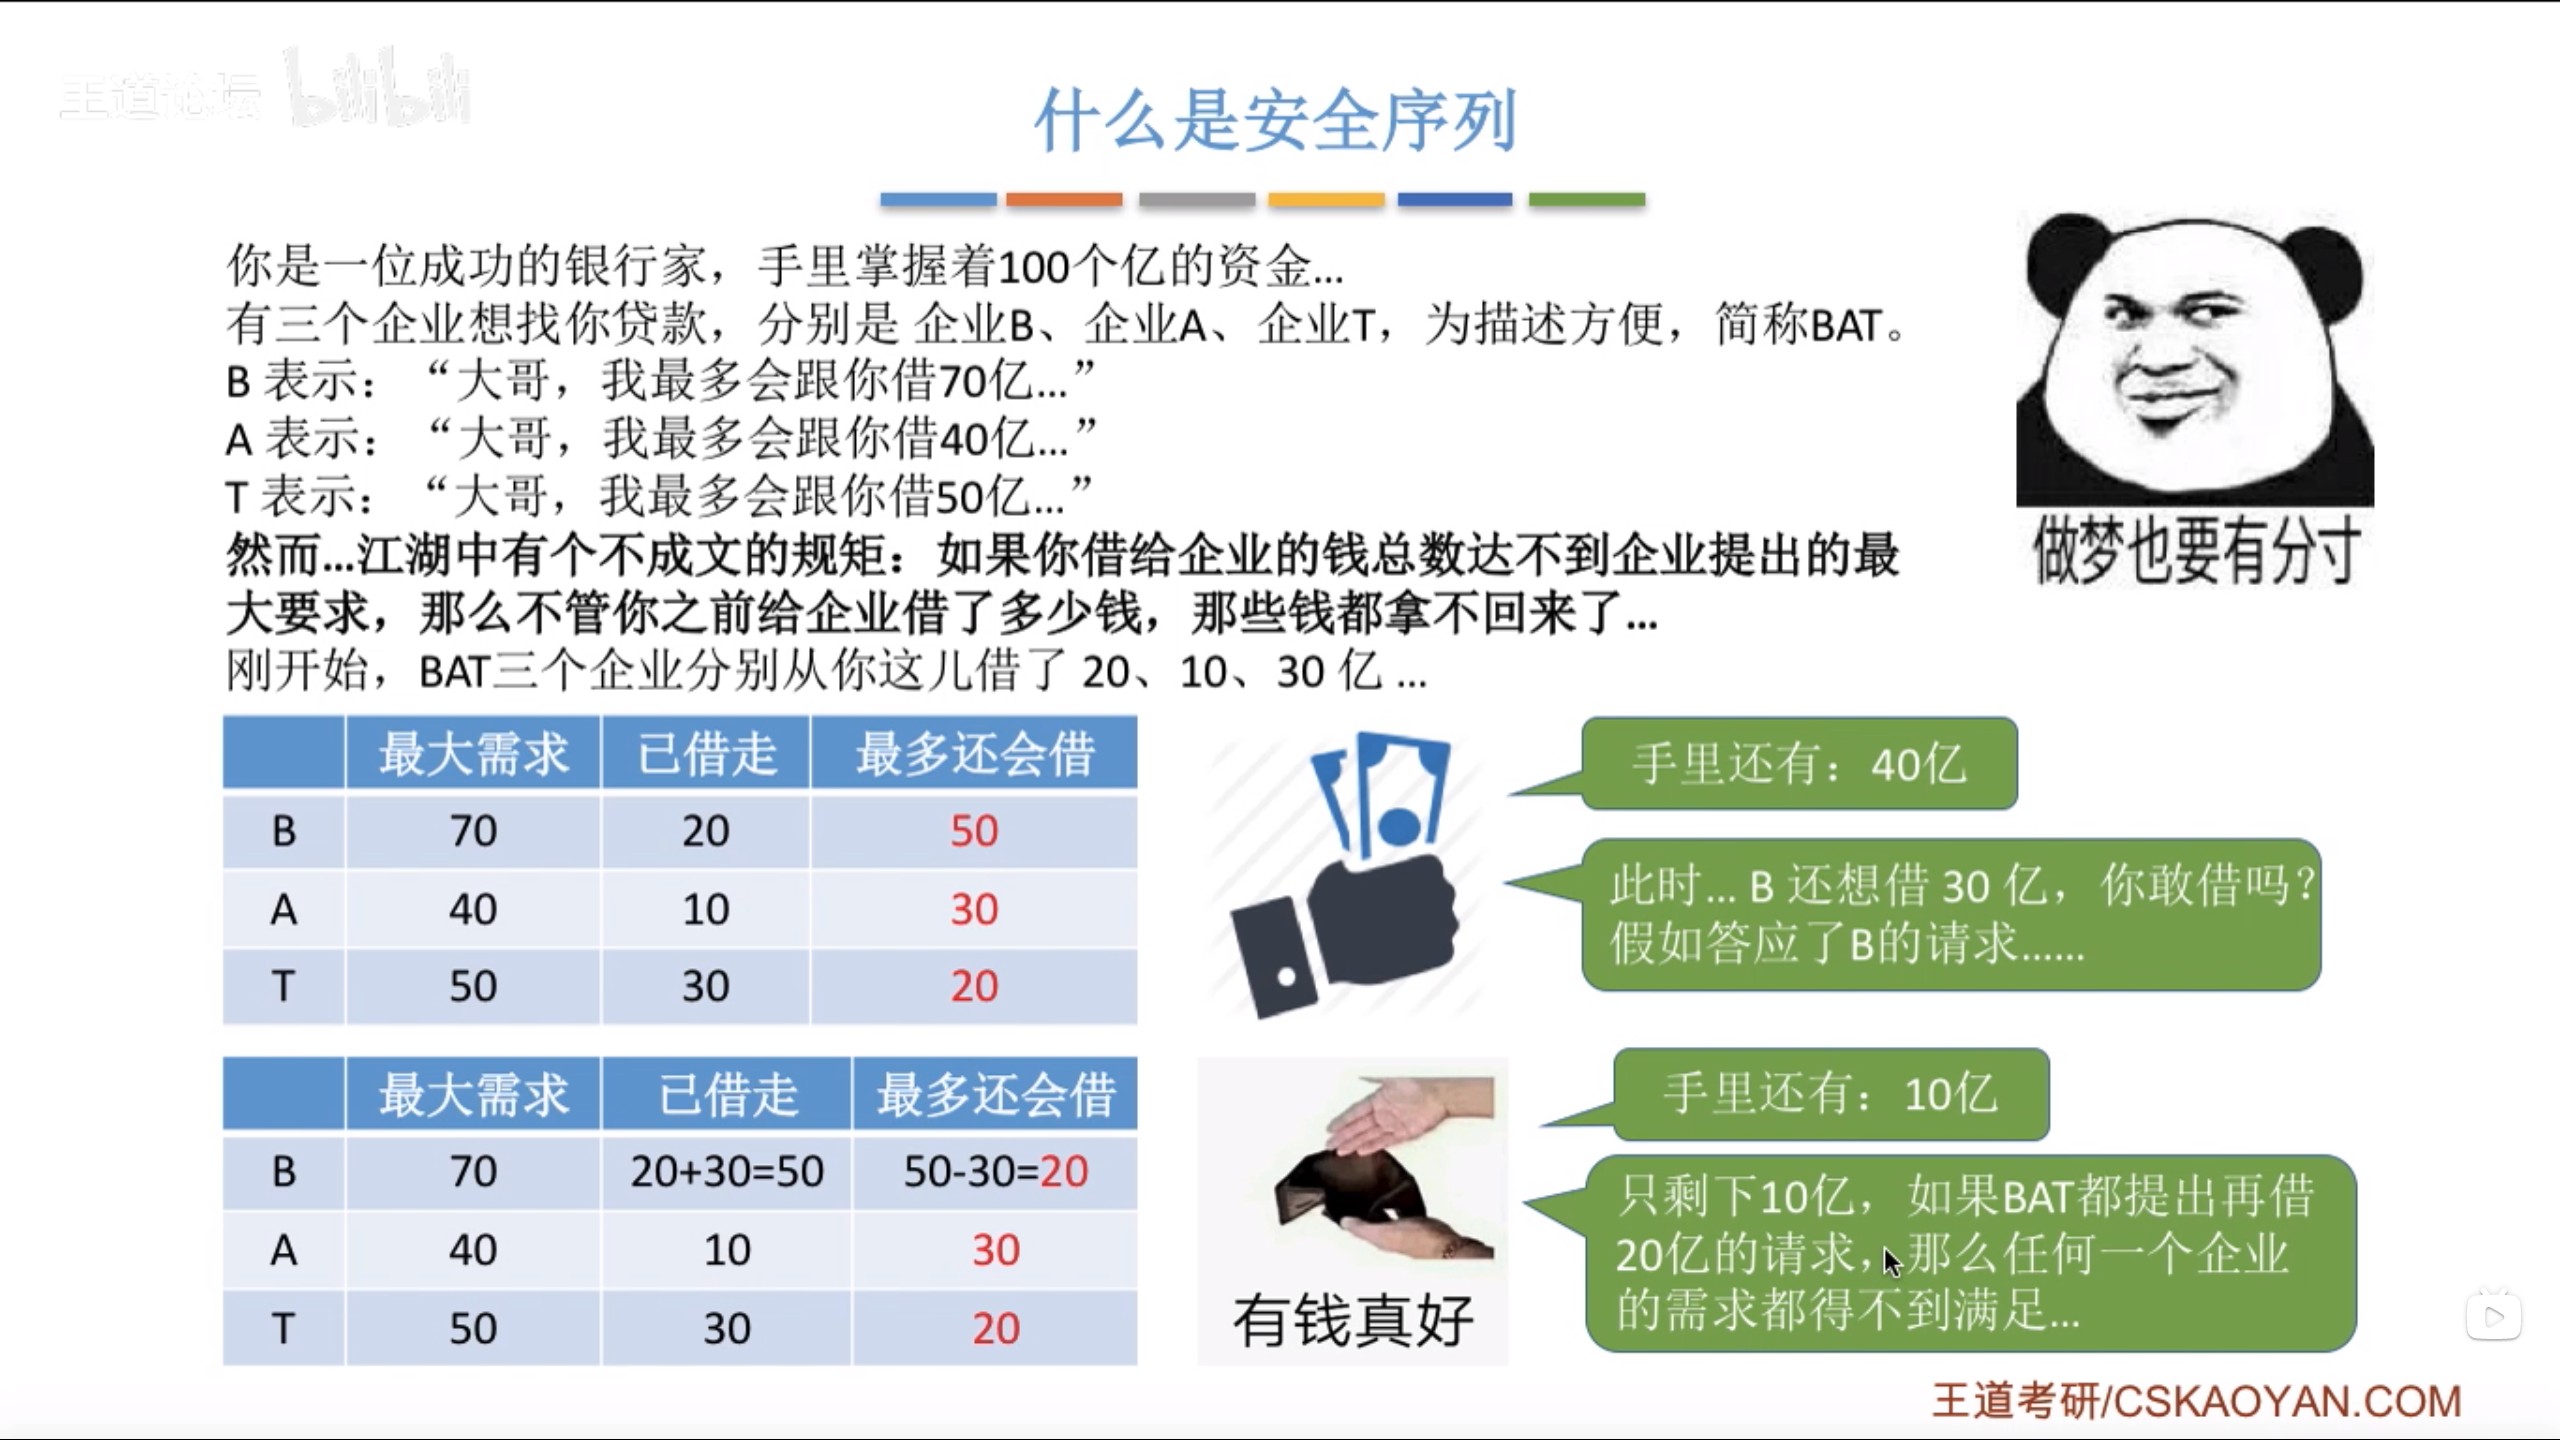 王道论坛 bilibili
什么是安全序列
你是一位成功的银行家，手里掌握着100个亿的资金...
有三个企业想找你贷款，分别是 企业B、企业A、企业T，为描述方便，简称BAT。
B 表示：“大哥，我最多会跟你借70亿...”
A 表示：“大哥，我最多会跟你借40亿...”
T 表示：“大哥，我最多会跟你借50亿...”
然而...江湖中有个不成文的规矩：如果你借给企业的钱总数达不到企业提出的最
大要求，那么不管你之前给企业借了多少钱，那些钱都拿不回来了...
刚开始，BAT三个企业分别从你这儿借了 20、10、30 亿 ...
做梦也要有分寸
最大需求 已借走 最多还会借
B 70 20 50
A 40 10 30
T 50 30 20
手里还有：40亿
此时... B 还想借 30 亿，你敢借吗？
假如答应了B的请求......
最大需求 已借走 最多还会借
B 70 20+30=50 50-30=20
A 40 10 30
T 50 30 20
有钱真好
手里还有：10亿
只剩下10亿，如果BAT都提出再借
20亿的请求，那么任何一个企业
的需求都得不到满足...
王道考研/CSKAOYAN.COM